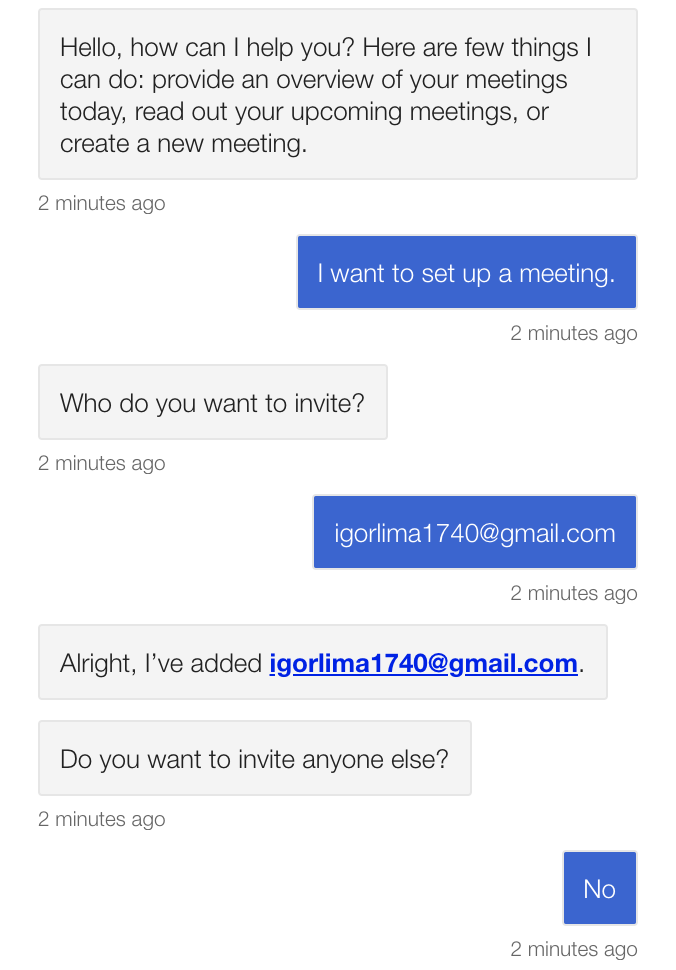 Hello, how can I help you? Here are few things I
can do: provide an overview of your meetings
today, read out your upcoming meetings, or
create a new meeting.
2 minutes ago
I want to set up a meeting.
2 minutes ago
Who do you want to invite?
2 minutes ago
igorlima1740@gmail.com
2 minutes ago
Alright, I’ve added igorlima1740@gmail.com.
Do you want to invite anyone else?
2 minutes ago
No
2 minutes ago